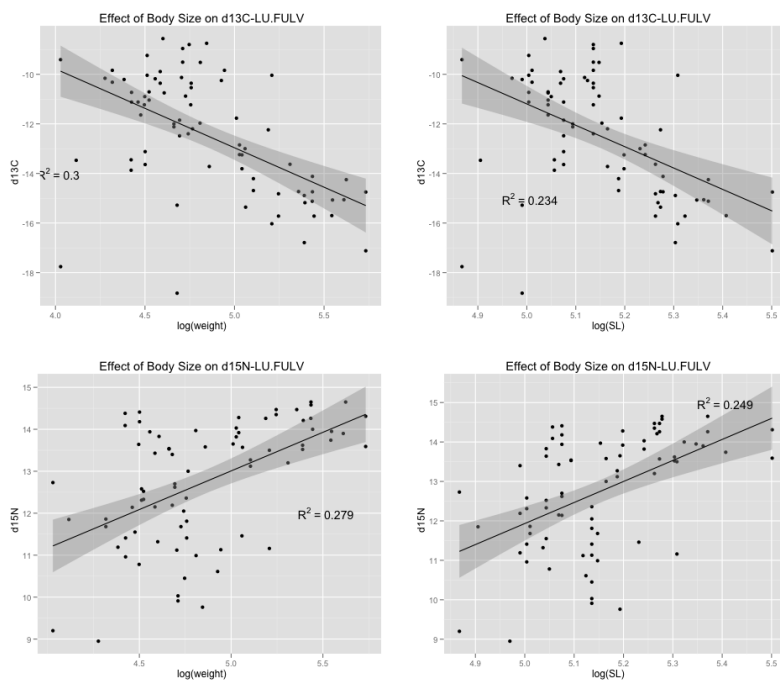 Effect of Body Size on d13C-LU.FULV
d13C
-10
-12
-14
-16
-18
R² = 0.3
4.0
4.5
5.0
5.5
log(weight)
Effect of Body Size on d13C-LU.FULV
d13C
-10
-12
-14
-16
-18
R² = 0.234
4.9
5.0
5.1
5.2
5.3
5.4
5.5
log(SL)
Effect of Body Size on d15N-LU.FULV
d15N
15
14
13
12
11
10
9
R² = 0.279
4.5
5.0
5.5
log(weight)
Effect of Body Size on d15N-LU.FULV
d15N
15
14
13
12
11
10
9
R² = 0.249
4.9
5.0
5.1
5.2
5.3
5.4
5.5
log(SL)